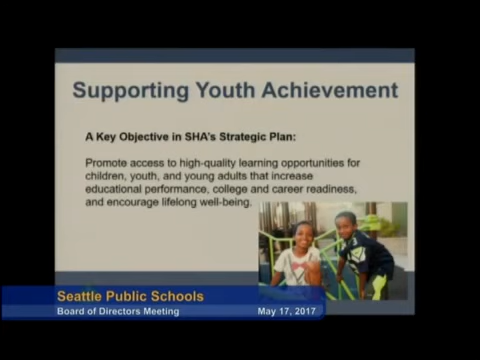 Supporting Youth Achievement
A Key Objective in SHA's Strategic Plan:
Promote access to high-quality learning opportunities for
children, youth, and young adults that increase
educational performance, college and career readiness,
and encourage lifelong well-being.
Seattle Public Schools
Board of Directors Meeting May 17, 2017